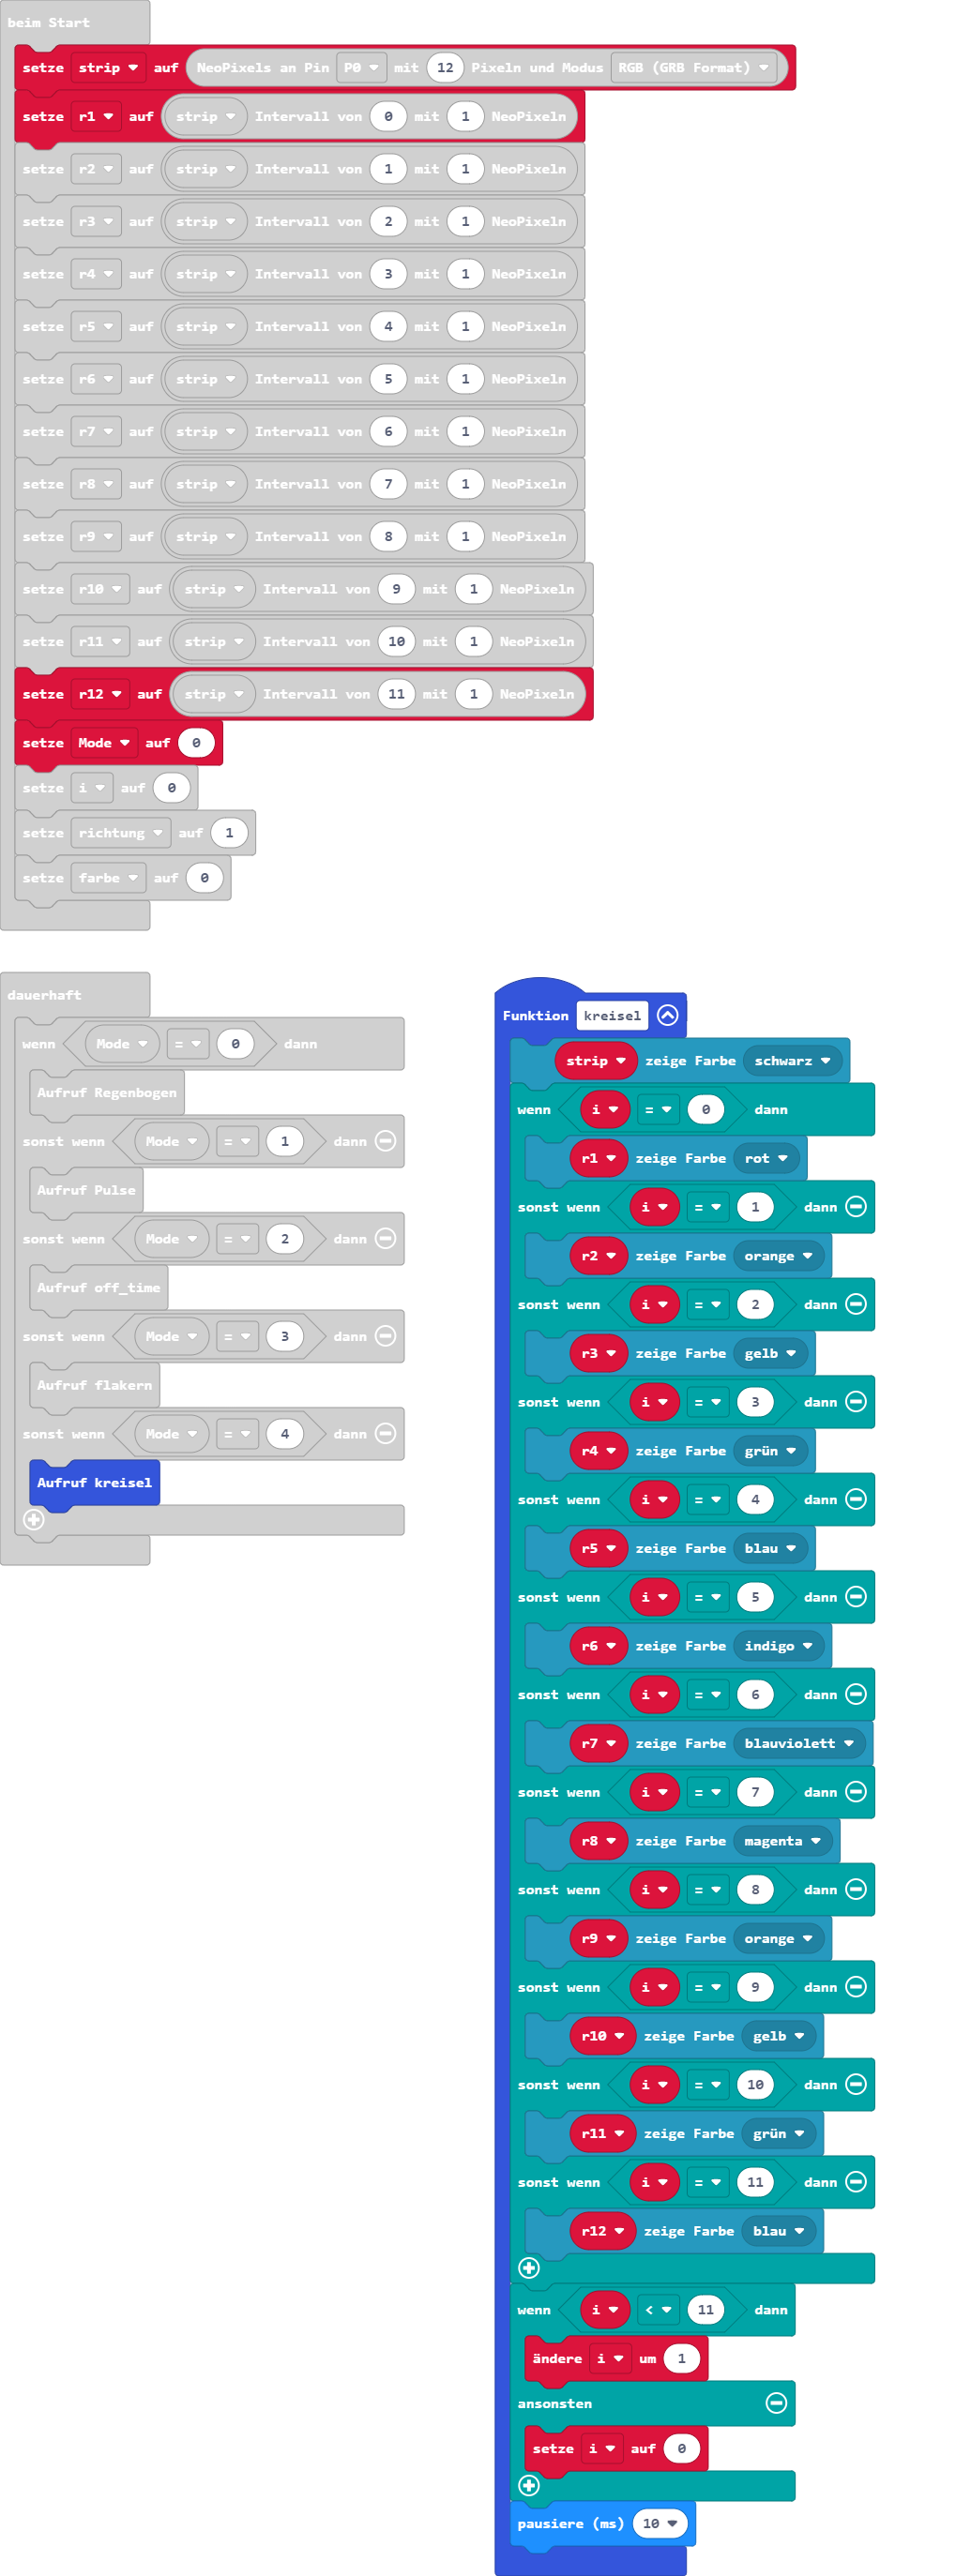 beim Start
setze strip auf NeoPixels an Pin P0 mit 12 Pixeln und Modus RGB (GRB Format)
setze r1 auf strip Intervall von 0 mit 1 NeoPixeln
setze r2 auf strip Intervall von 1 mit 1 NeoPixeln
setze r3 auf strip Intervall von 2 mit 1 NeoPixeln
setze r4 auf strip Intervall von 3 mit 1 NeoPixeln
setze r5 auf strip Intervall von 4 mit 1 NeoPixeln
setze r6 auf strip Intervall von 5 mit 1 NeoPixeln
setze r7 auf strip Intervall von 6 mit 1 NeoPixeln
setze r8 auf strip Intervall von 7 mit 1 NeoPixeln
setze r9 auf strip Intervall von 8 mit 1 NeoPixeln
setze r10 auf strip Intervall von 9 mit 1 NeoPixeln
setze r11 auf strip Intervall von 10 mit 1 NeoPixeln
setze r12 auf strip Intervall von 11 mit 1 NeoPixeln
setze Mode auf 0
setze i auf 0
setze richtung auf 1
setze farbe auf 0
dauerhaft
wenn Mode = 0 dann
Aufruf Regenbogen
sonst wenn Mode = 1 dann
Aufruf Pulse
sonst wenn Mode = 2 dann
Aufruf off_time
sonst wenn Mode = 3 dann
Aufruf flakern
sonst wenn Mode = 4 dann
Aufruf kreisel
Funktion kreisel
strip zeige Farbe schwarz
wenn i = 0 dann
r1 zeige Farbe rot
sonst wenn i = 1 dann
r2 zeige Farbe orange
sonst wenn i = 2 dann
r3 zeige Farbe gelb
sonst wenn i = 3 dann
r4 zeige Farbe grün
sonst wenn i = 4 dann
r5 zeige Farbe blau
sonst wenn i = 5 dann
r6 zeige Farbe indigo
sonst wenn i = 6 dann
r7 zeige Farbe blauviolett
sonst wenn i = 7 dann
r8 zeige Farbe magenta
sonst wenn i = 8 dann
r9 zeige Farbe orange
sonst wenn i = 9 dann
r10 zeige Farbe gelb
sonst wenn i = 10 dann
r11 zeige Farbe grün
sonst wenn i = 11 dann
r12 zeige Farbe blau
wenn i < 11 dann
ändere i um 1
ansonsten
setze i auf 0
pausiere (ms) 10